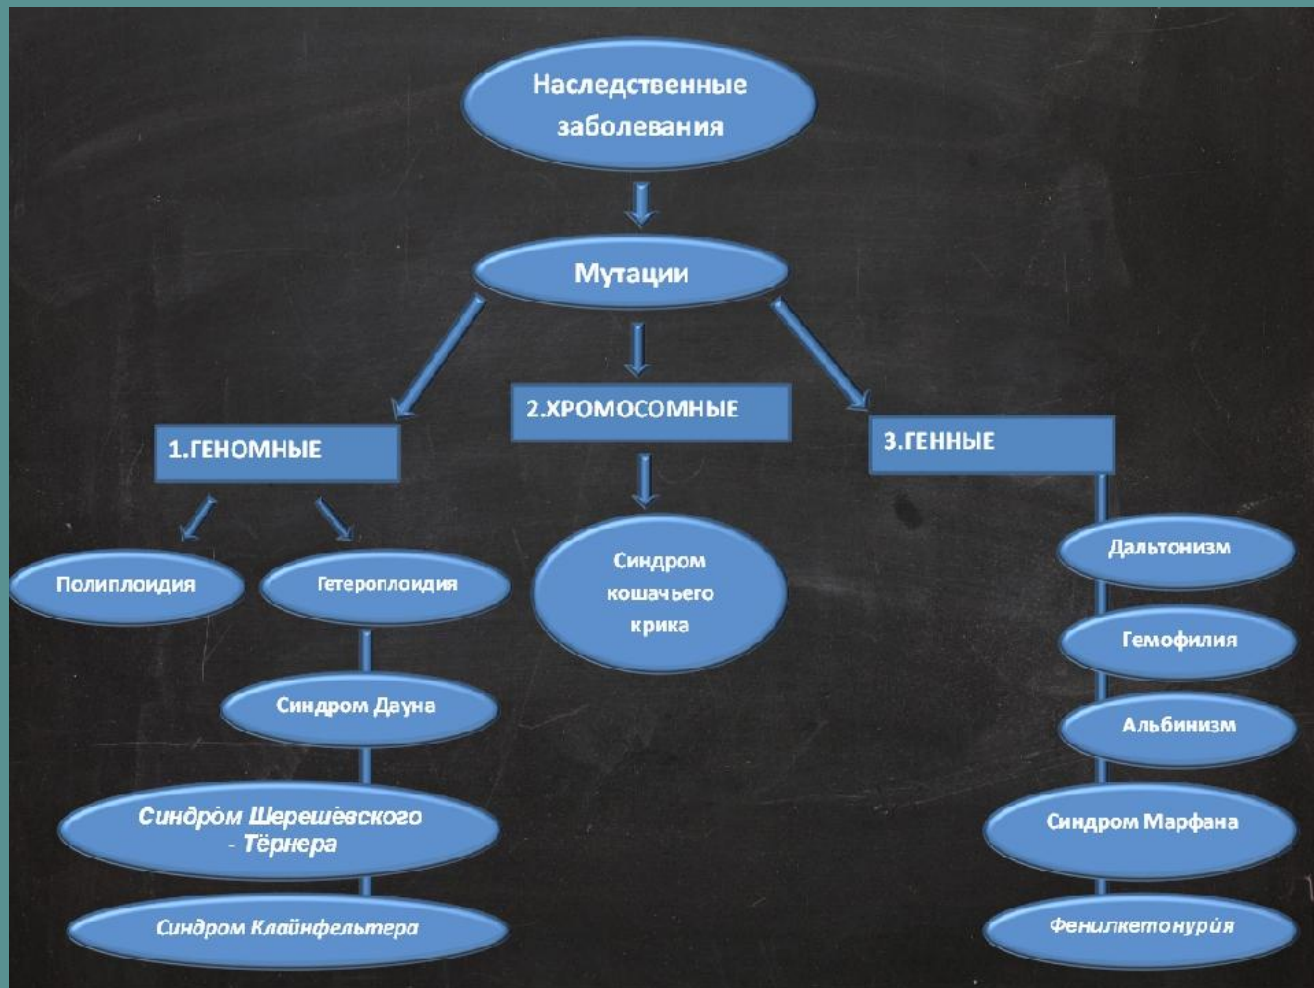 Наследственные
заболевания
Мутации
1.ГЕНОМНЫЕ
2.ХРОМОСОМНЫЕ
3.ГЕННЫЕ
Полиплоидия
Гетероплоидия
Синдром Дауна
Синдро́м Шереше́вского
- Тёрнера
Синдром Клайнфельтера
Синдром
кошачьего
крика
Дальтонизм
Гемофилия
Альбинизм
Синдром Марфана
Фенилкетонури́я